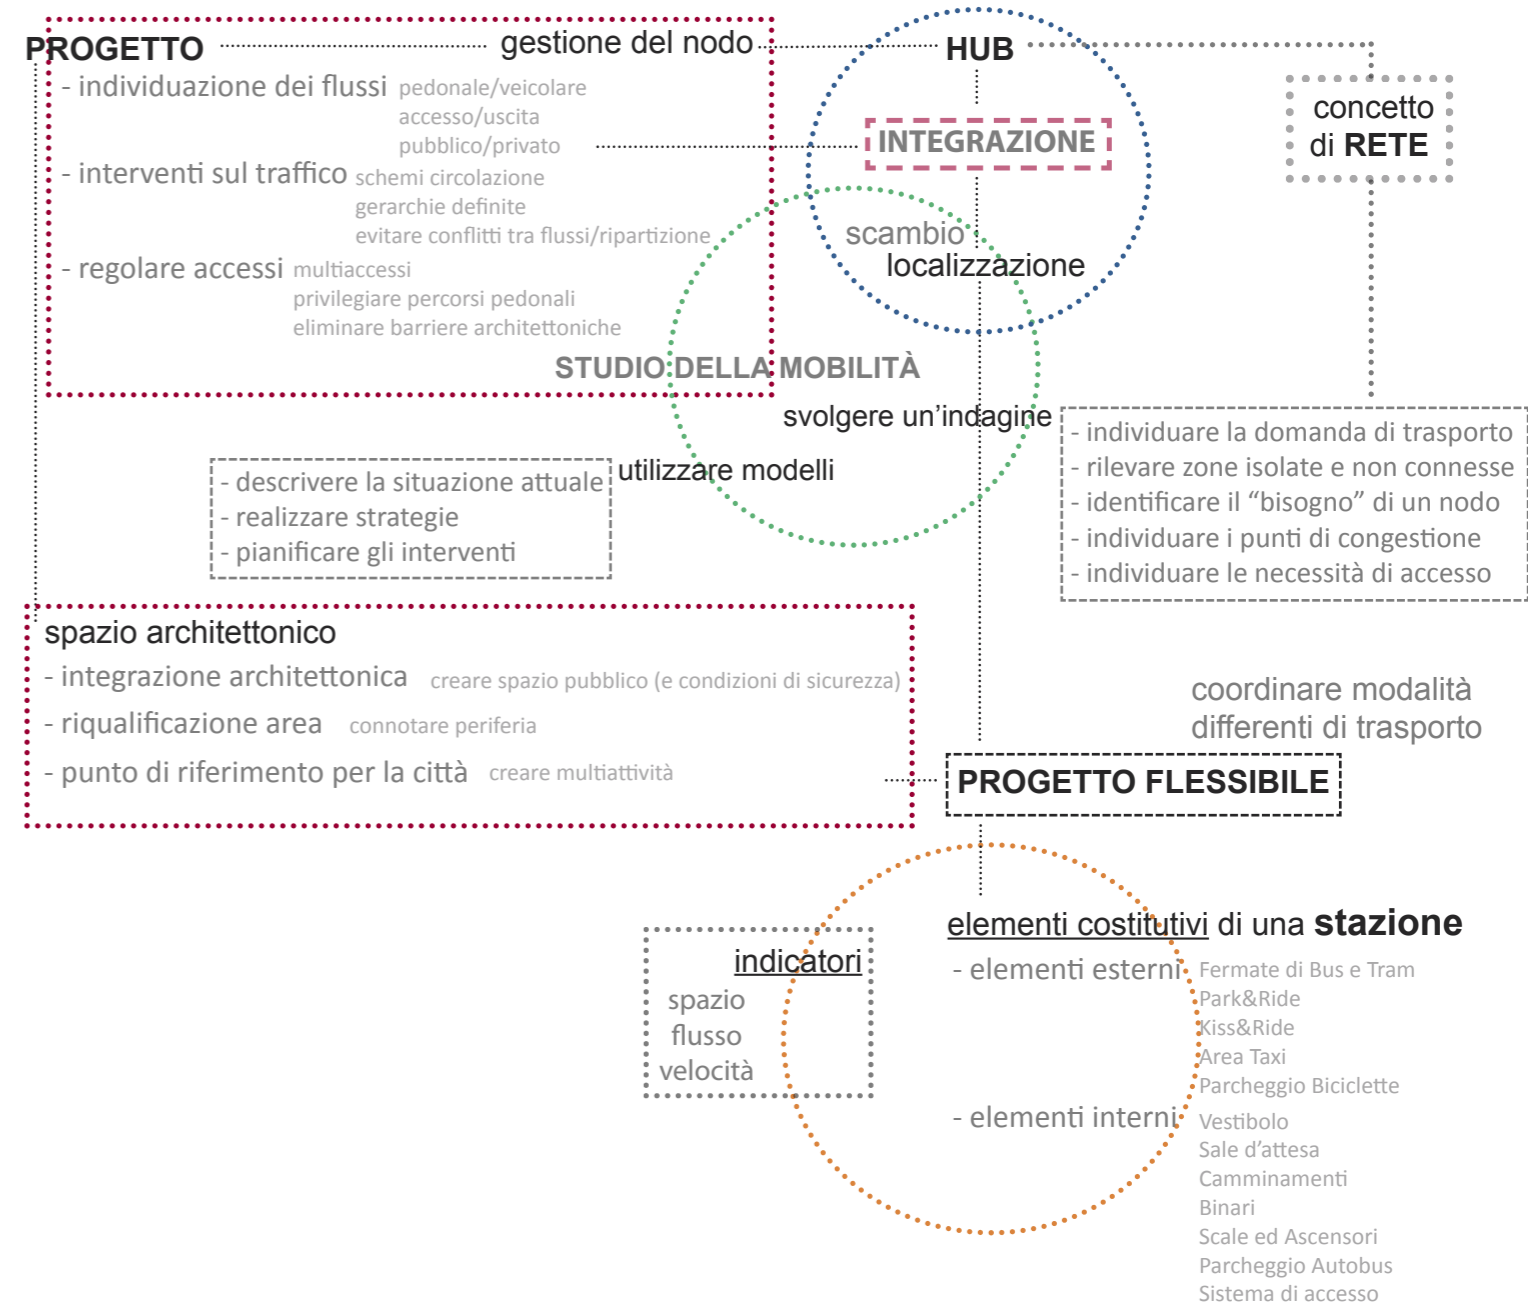 PROGETTO
gestione del nodo
HUB
- individuazione dei flussi
pedonale/veicolare
accesso/uscita
pubblico/privato
- interventi sul traffico
schemi circolazione
gerarchie definite
evitare conflitti tra flussi/ripartizione
- regolare accessi
multiaccessi
privilegiare percorsi pedonali
eliminare barriere architettoniche
INTEGRAZIONE
concetto
di RETE
scambio
localizzazione
STUDIO DELLA MOBILITÀ
svolgere un'indagine
utilizzare modelli
- individuare la domanda di trasporto
- rilevare zone isolate e non connesse
- identificare il "bisogno" di un nodo
- individuare i punti di congestione
- individuare le necessità di accesso
- descrivere la situazione attuale
- realizzare strategie
- pianificare gli interventi
spazio architettonico
- integrazione architettonica
creare spazio pubblico (e condizioni di sicurezza)
- riqualificazione area
connotare periferia
- punto di riferimento per la città
creare multiattività
coordinare modalità
differenti di trasporto
PROGETTO FLESSIBILE
elementi costitutivi di una stazione
indicatori
spazio
flusso
velocità
- elementi esterni
Fermate di Bus e Tram
Park&Ride
Kiss&Ride
Area Taxi
Parcheggio Biciclette
- elementi interni
Vestibolo
Sale d'attesa
Camminamenti
Binari
Scale ed Ascensori
Parcheggio Autobus
Sistema di accesso